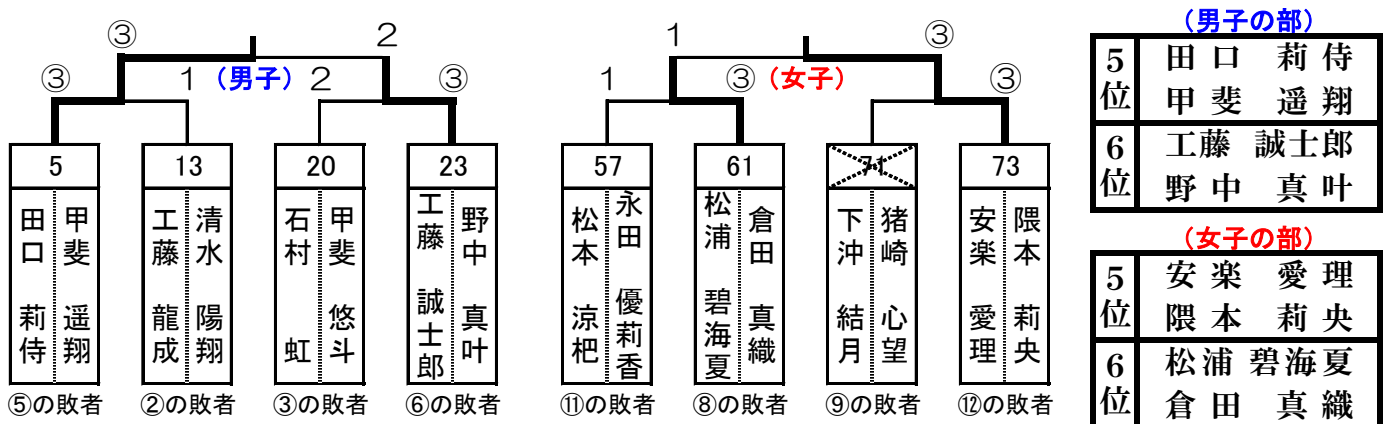 ③ 2 1 ③
③ 1 (男子) 2 ③ 1 ③ (女子) ③
5 13 20 23 57 61 71 73
田口 莉侍 甲斐 遥翔
工藤 龍成 清水 陽翔
石村 虹 甲斐 悠斗
工藤 誠士郎 野中 真叶
松本 涼杷 永田 優莉香
松浦 碧海夏 倉田 真織
下沖 結月 猪崎 心望
安楽 愛理 隈本 莉央
⑤の敗者 ②の敗者 ③の敗者 ⑥の敗者 ⑪の敗者 ⑧の敗者 ⑨の敗者 ⑫の敗者
(男子の部)
5位 田口 莉侍
甲斐 遥翔
6位 工藤 誠士郎
野中 真叶
(女子の部)
5位 安楽 愛理
隈本 莉央
6位 松浦 碧海夏
倉田 真織